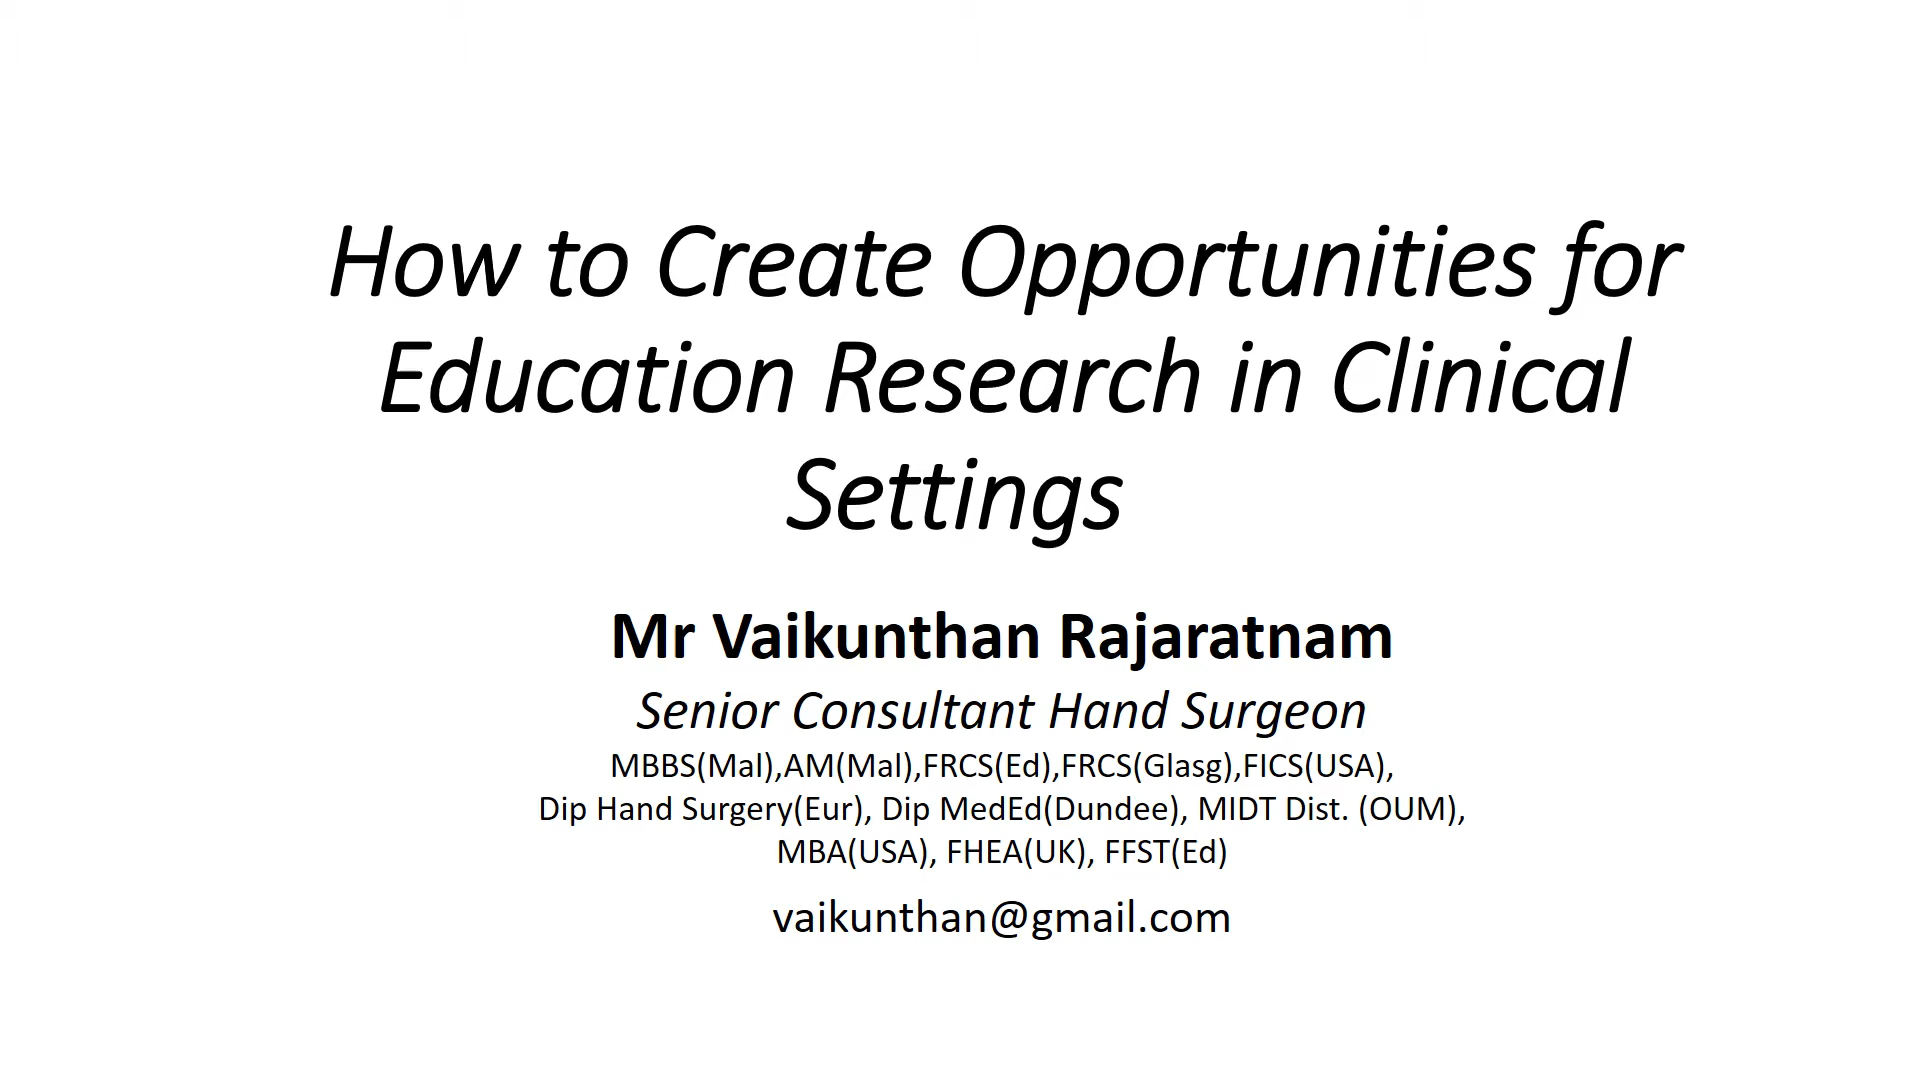 How to Create Opportunities for
Education Research in Clinical
Settings
Mr Vaikunthan Rajaratnam
Senior Consultant Hand Surgeon
MBBS(Mal),AM(Mal),FRCS(Ed),FRCS(Glasg),FICS(USA),
Dip Hand Surgery(Eur), Dip MedEd(Dundee), MIDT Dist. (OUM),
MBA(USA), FHEA(UK), FFST(Ed)
vaikunthan@gmail.com